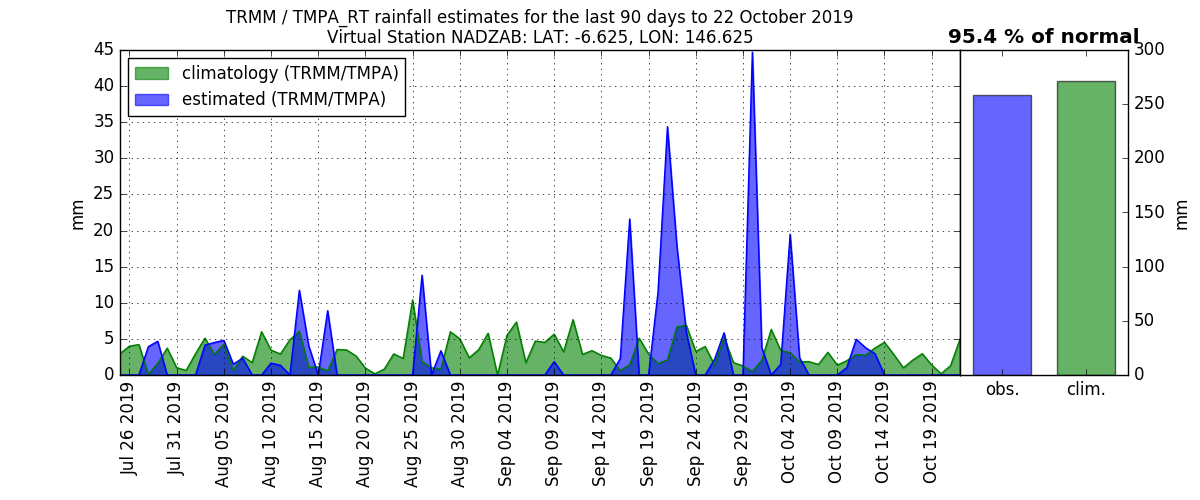 TRMM / TMPA_RT rainfall estimates for the last 90 days to 22 October 2019
Virtual Station NADZAB: LAT: -6.625, LON: 146.625
95.4 % of normal
climatology (TRMM/TMPA)
estimated (TRMM/TMPA)
45
40
35
30
25
20
15
10
5
0
mm
Jul 26 2019
Jul 31 2019
Aug 05 2019
Aug 10 2019
Aug 15 2019
Aug 20 2019
Aug 25 2019
Aug 30 2019
Sep 04 2019
Sep 09 2019
Sep 14 2019
Sep 19 2019
Sep 24 2019
Sep 29 2019
Oct 04 2019
Oct 09 2019
Oct 14 2019
Oct 19 2019
300
250
200
150
100
50
0
mm
obs.
clim.